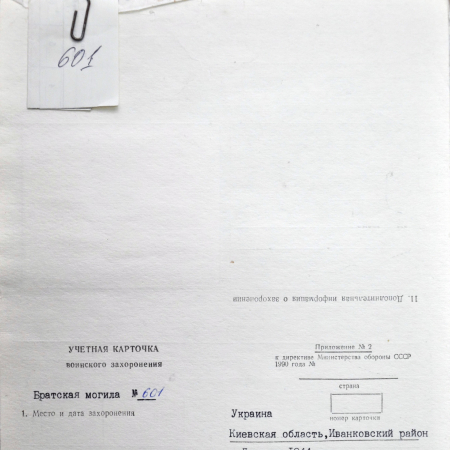 601
11. Дополнительная информация о захоронении
УЧЕТНАЯ КАРТОЧКА
воинского захоронения
Приложение № 2
к директиве Министерства обороны СССР
1990 года №
страна
номер карточки
Братская могила № 601
1. Место и дата захоронения
Украина
Киевская область, Иванковский район